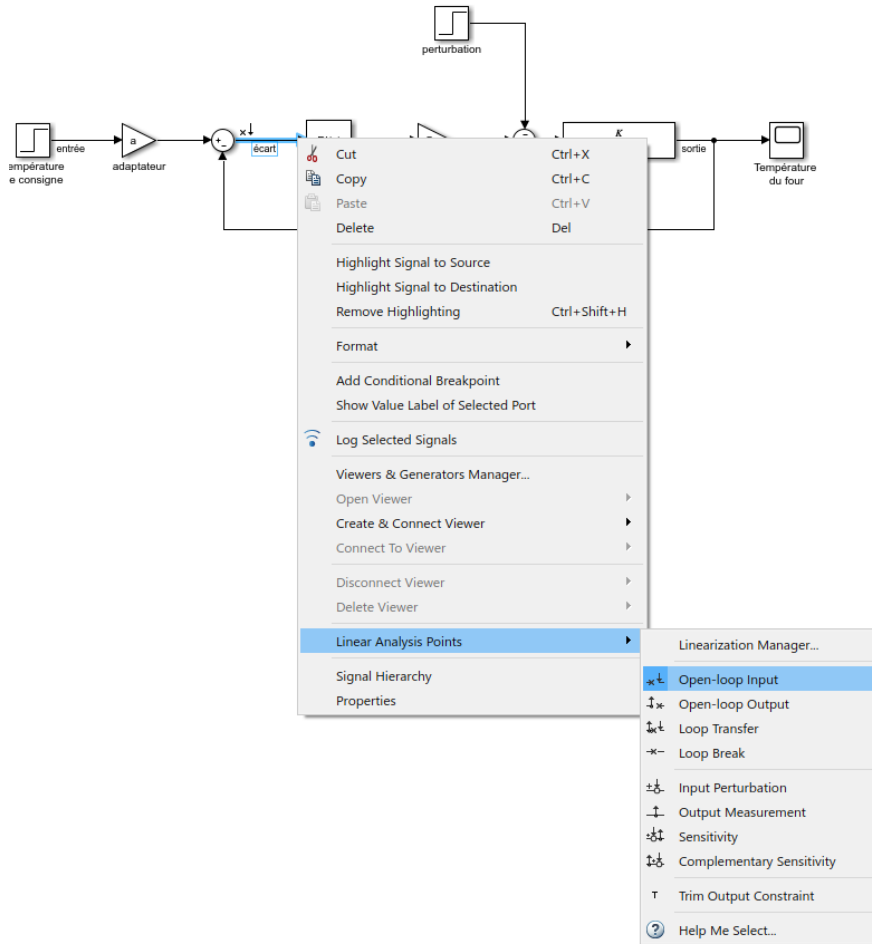 perturbation
entrée
a
écart
K
sortie
empérature
e consigne
adaptateur
Température
du four
Cut Ctrl+X
Copy Ctrl+C
Paste Ctrl+V
Delete Del
Highlight Signal to Source
Highlight Signal to Destination
Remove Highlighting Ctrl+Shift+H
Format
Add Conditional Breakpoint
Show Value Label of Selected Port
Log Selected Signals
Viewers & Generators Manager...
Open Viewer
Create & Connect Viewer
Connect To Viewer
Disconnect Viewer
Delete Viewer
Linear Analysis Points
Signal Hierarchy
Properties
Linearization Manager...
Open-loop Input
Open-loop Output
Loop Transfer
Loop Break
Input Perturbation
Output Measurement
Sensitivity
Complementary Sensitivity
T Trim Output Constraint
? Help Me Select...